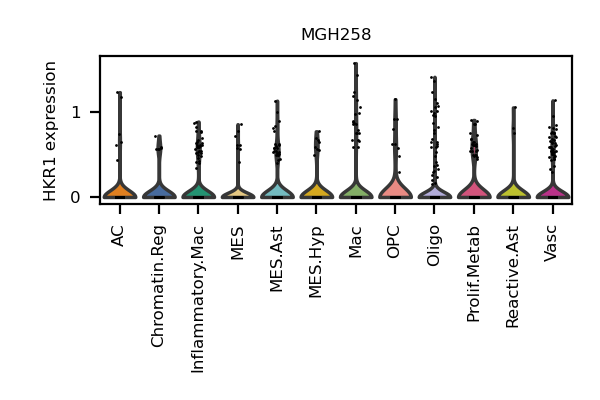 MGH258
HKR1 expression
1
0
AC
Chromatin.Reg
Inflammatory.Mac
MES
MES.Ast
MES.Hyp
Mac
OPC
Oligo
Prolif.Metab
Reactive.Ast
Vasc